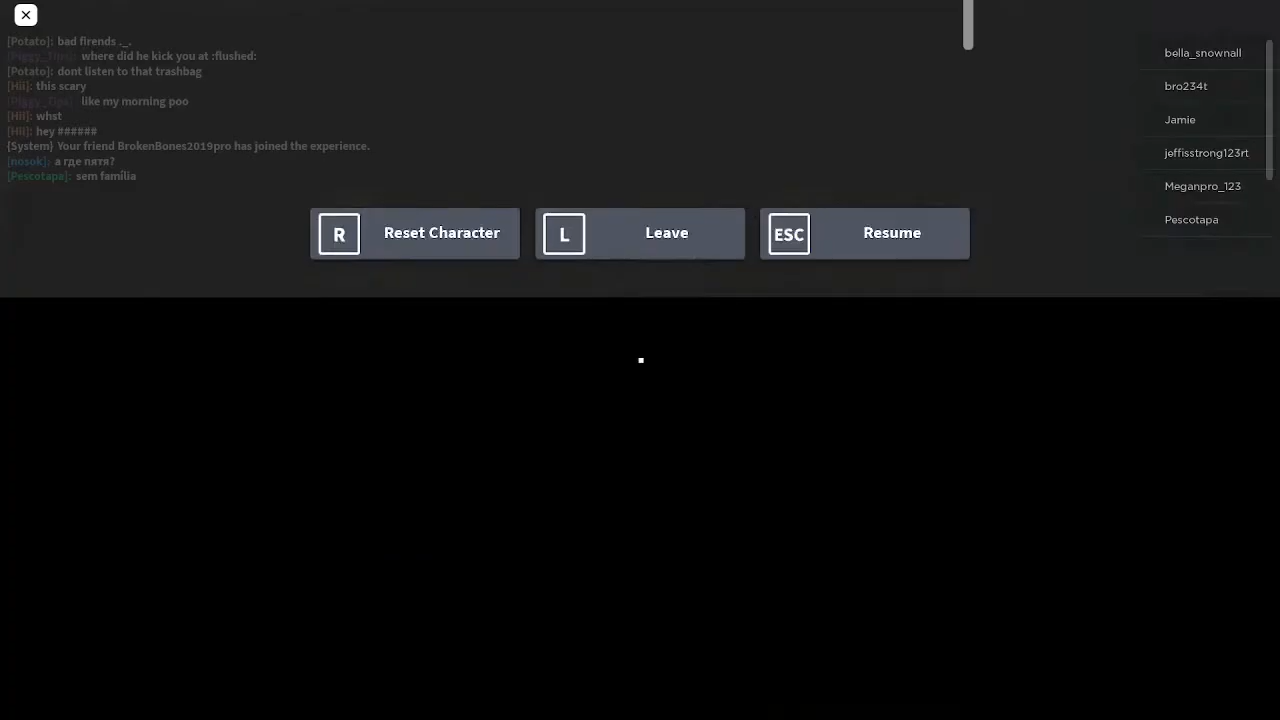 [Potato]: bad firends ._.
[Piggy_Tips]: where did he kick you at :flushed:
[Potato]: dont listen to that trashbag
[Hii]: this scary
[Piggy_Tips]: like my morning poo
[Hii]: whst
[Hii]: hey ######
{System} Your friend BrokenBones2019pro has joined the experience.
[nosok]: а где пятя?
[Pescotapa]: sem família
R Reset Character
L Leave
ESC Resume
bella_snownall
bro234t
Jamie
jeffisstrong123rt
Meganpro_123
Pescotapa